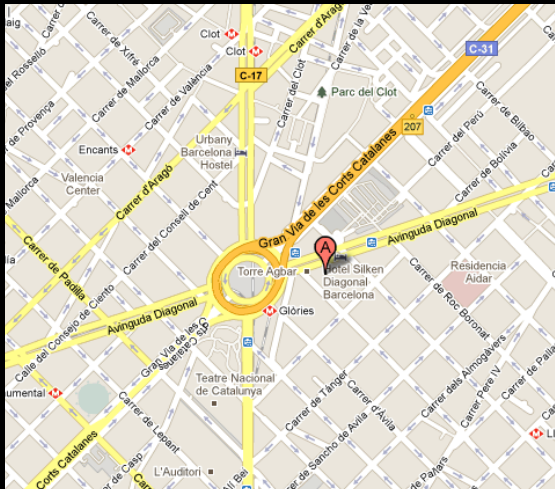 Carrer d'Aragó
Carrer de la
Clot
Clot
C-31
Carrer de Xifré
Carrer de Mallorca
Carrer de València
C-17
Carrer del Clot
Parc del Clot
del Rosselló
de Provença
207
Carrer del Perú
Carrer de Bilbao
Carrer de Bolívia
Urbany
Barcelona
Hostel
Encants
Valencia
Center
Mallorca
Carrer d'Aragó
Carrer del Consell de Cent
Gran Via de les Corts Catalanes
Avinguda Diagonal
A
Carrer de Padilla
Torre Agbar
Hotel Silken
Diagonal
Barcelona
Residencia
Aidar
Carrer de Roc Boronat
Glòries
Avinguda Diagonal
Calle del Consejo de Ciento
Gran Via de les Corts Catalanes
Teatre Nacional
de Catalunya
Carrer de Tànger
Carrer d'Àvila
Carrer dels Almogàvers
Carrer Pere IV
Carrer de
umental
Carrer de Lepant
Carrer de Sancho de Àvila
de Pallars
L'Auditori
Corts Catalanes
Carrer de Casp